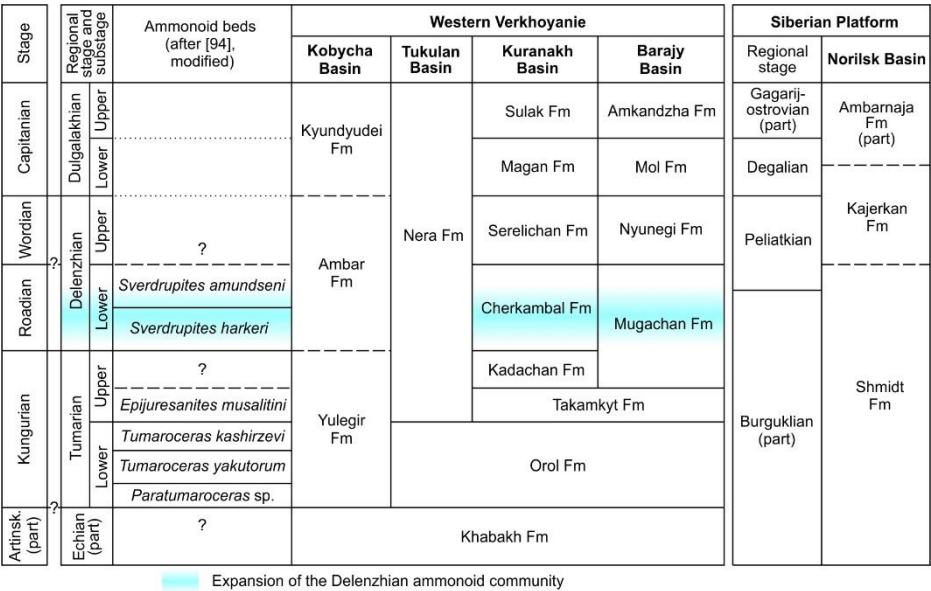 Stage
Regional
stage and
substage
Ammonoid beds
(after [94],
modified)
Western Verkhoyanie
Kobycha
Basin
Tukulan
Basin
Kuranakh
Basin
Barajy
Basin
Siberian Platform
Regional
stage
Norilsk Basin
Capitanian
Dulgalakhian
Upper
Lower
Kyundyudei
Fm
Sulak Fm
Amkandzha Fm
Gagarij-
ostrovian
(part)
Ambarnaja
Fm
(part)
Magan Fm
Mol Fm
Degalian
Wordian
?
Delenzhian
Upper
?
Ambar
Fm
Nera Fm
Serelichan Fm
Nyunegi Fm
Peliatkian
Kajerkan
Fm
Roadian
Lower
Sverdrupites amundseni
Sverdrupites harkeri
Cherkambal Fm
Mugachan Fm
Kungurian
Tumarian
Upper
?
Epijuresanites musalitini
Kadachan Fm
Takamkyt Fm
Yulegir
Fm
Lower
Tumaroceras kashirzevi
Tumaroceras yakutorum
Paratumaroceras sp.
Orol Fm
Burguklian
(part)
Shmidt
Fm
?
Artinsk.
(part)
Echian
(part)
?
Khabakh Fm
Expansion of the Delenzhian ammonoid community